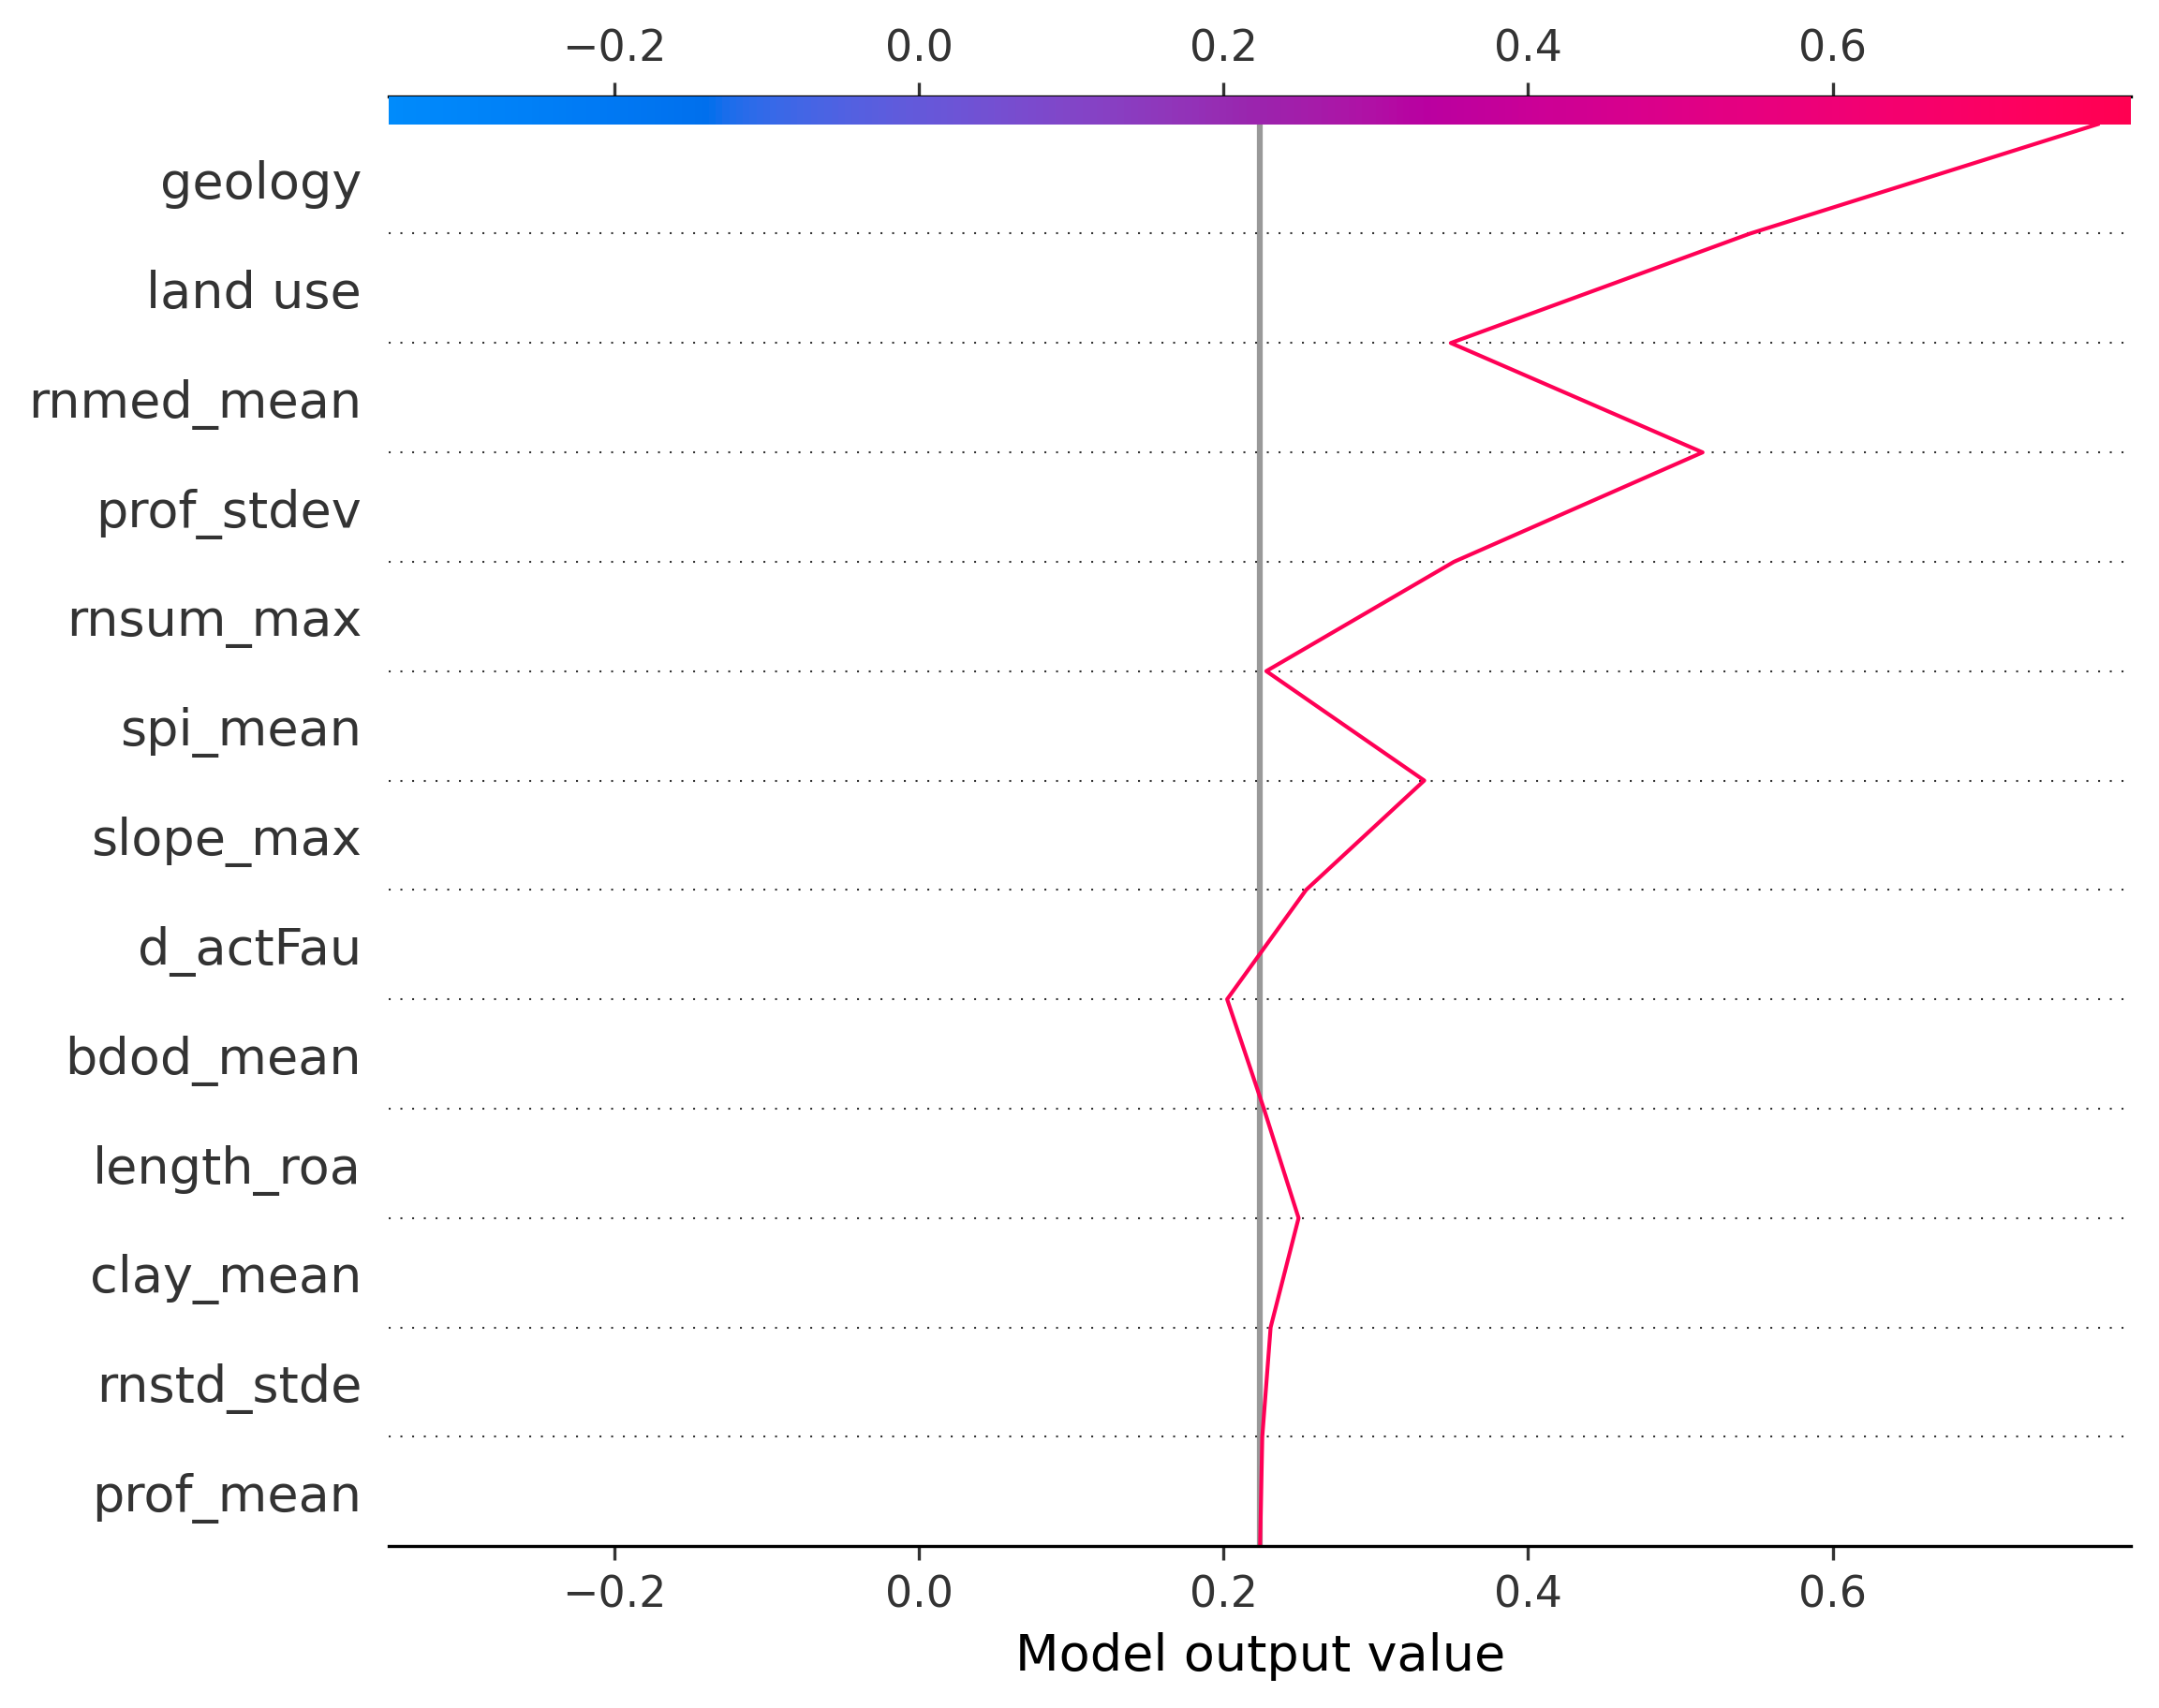 −0.2 0.0 0.2 0.4 0.6
geology
land use
rnmed_mean
prof_stdev
rnsum_max
spi_mean
slope_max
d_actFau
bdod_mean
length_roa
clay_mean
rnstd_stde
prof_mean
−0.2 0.0 0.2 0.4 0.6
Model output value